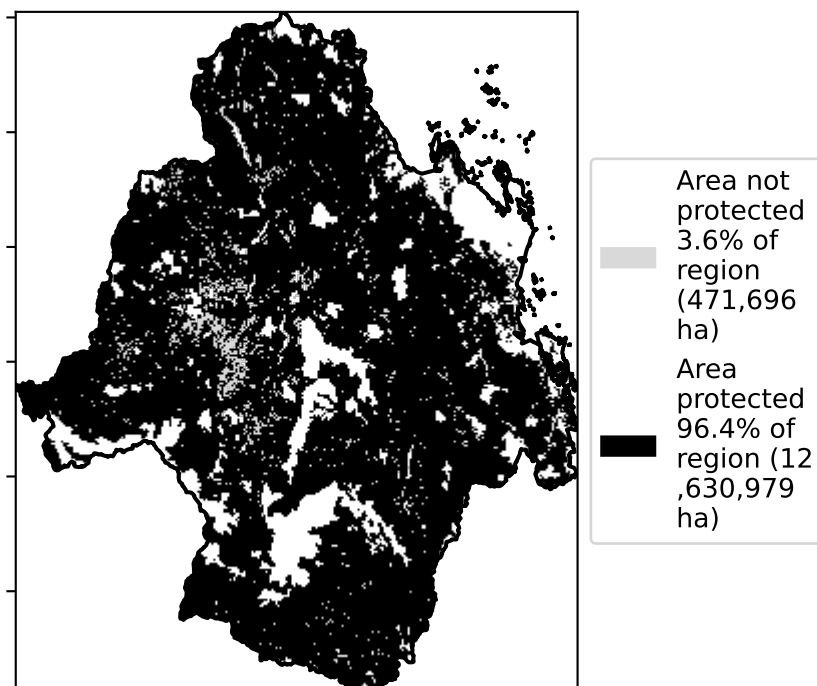 Area not
protected
3.6% of
region
(471,696
ha)
Area
protected
96.4% of
region (12
,630,979
ha)